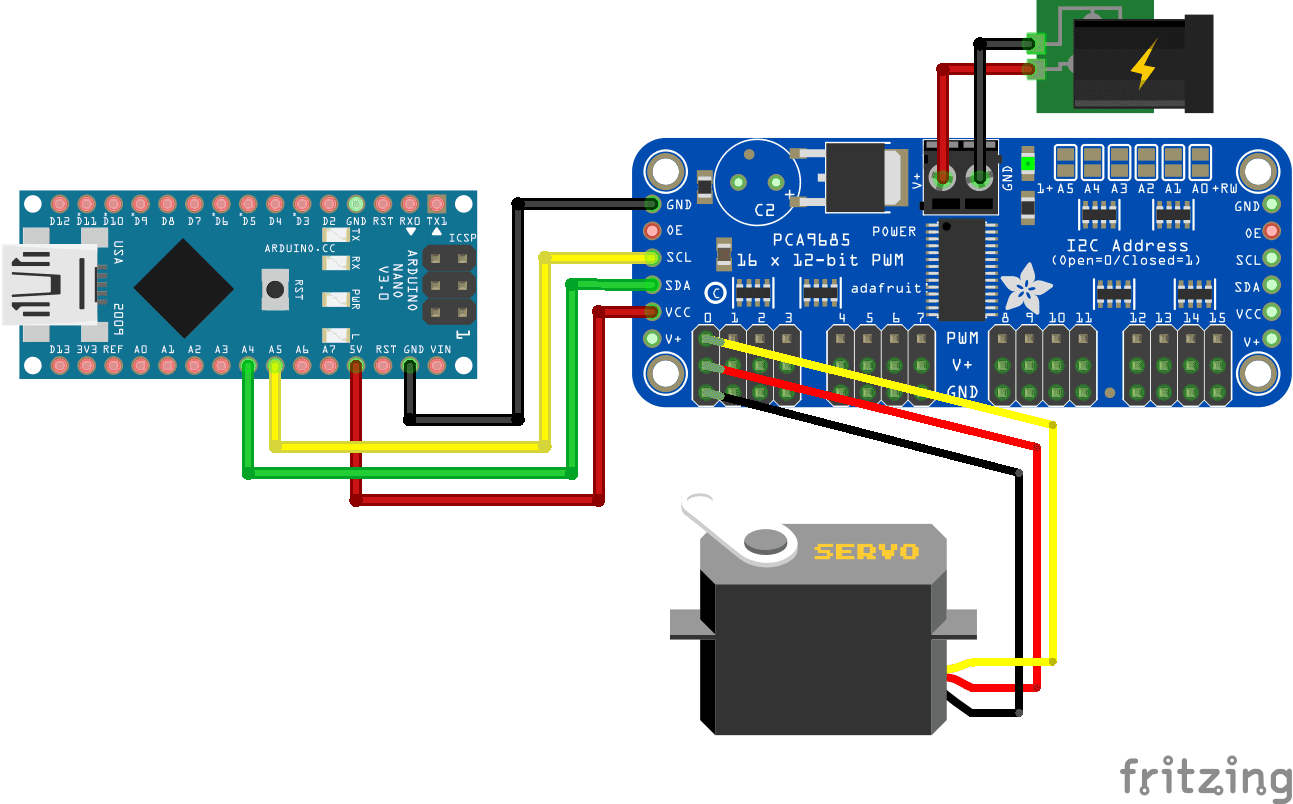 D12 D11 D10 D9 D8 D7 D6 D5 D4 D3 D2 GND RST RX0 TX1
USA
2009
ARDUINO.CC
RST
TX
RX
PWR
L
ARDUINO
NANO
V3.0
ICSP
1
D13 3V3 REF A0 A1 A2 A3 A4 A5 A6 A7 5V RST GND VIN
V+
GND
1+ A5 A4 A3 A2 A1 A0 +RW
GND
OE
SCL
SDA
VCC
V+
+
C2
POWER
PCA9685
16 x 12-bit PWM
C
adafruit!
I2C Address
(Open=0/Closed=1)
GND
OE
SCL
SDA
VCC
V+
0 1 2 3 4 5 6 7 8 9 10 11 12 13 14 15
PWM
V+
GND
SERVO
fritzing